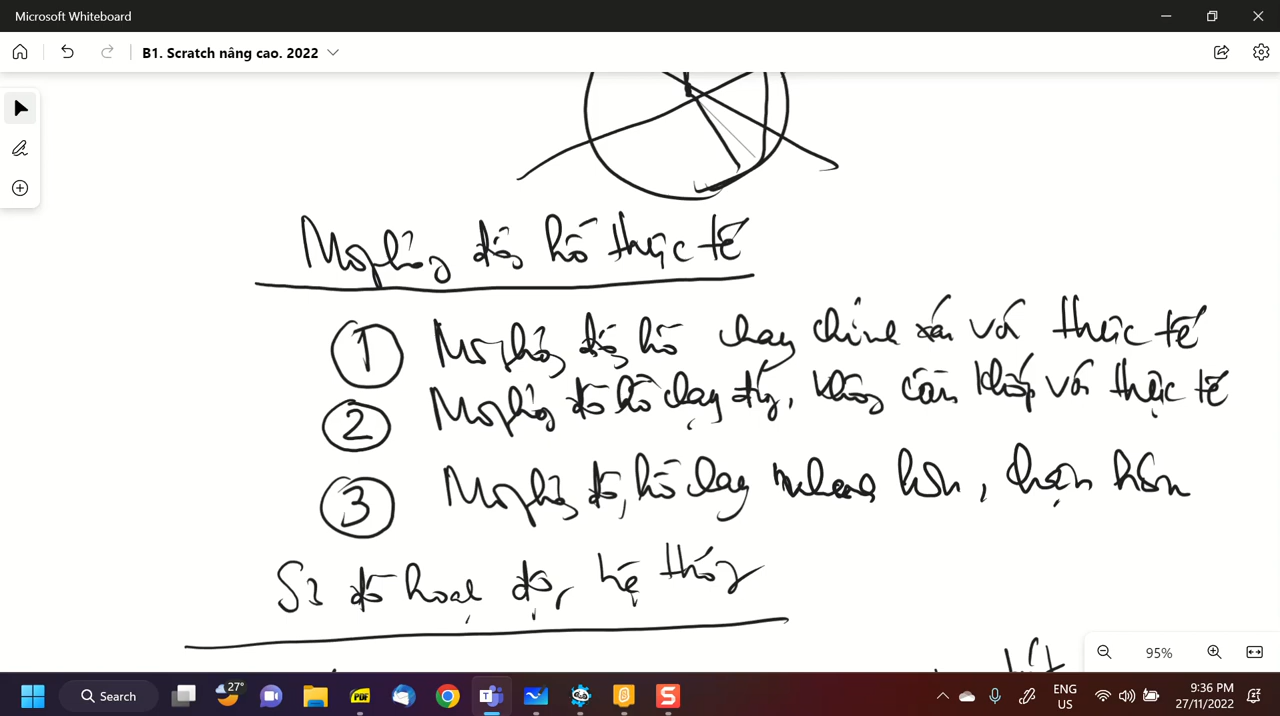 Microsoft Whiteboard
B1. Scratch nâng cao. 2022
Mô phỏng đồng hồ thực tế
1 Mô phỏng đồng hồ chạy chính xác với thực tế
2 Mô phỏng đồ hồ chạy đúng, không cần khớp với thực tế
3 Mô phỏng đồ hồ chạy nhanh hơn, chậm hơn
Sơ đồ hoạt động hệ thống
95%
Search
27°
PDF
ENG
US
9:36 PM
27/11/2022